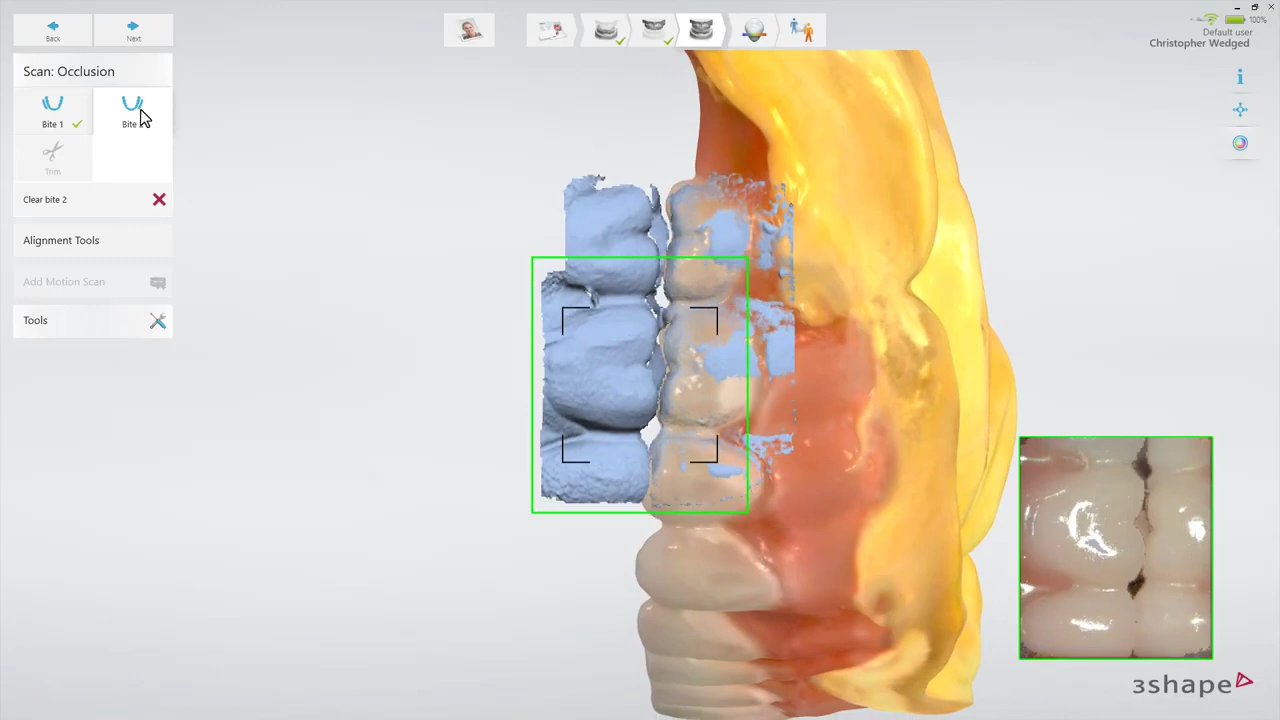 Back
Next
100%
Default user
Christopher Wedged
Scan: Occlusion
Bite 1
Bite
Trim
Clear bite 2
Alignment Tools
Add Motion Scan
Tools
3shape